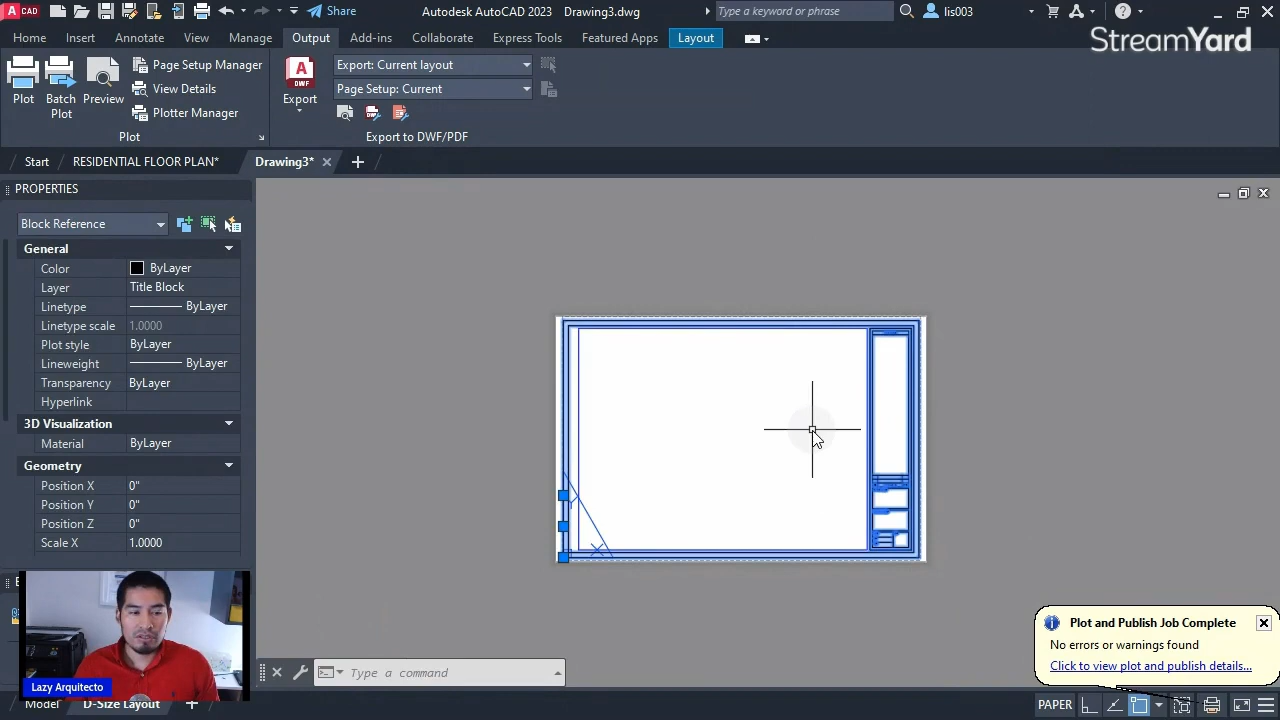 A CAD
Share
Autodesk AutoCAD 2023 Drawing3.dwg
Type a keyword or phrase
lis003
Home Insert Annotate View Manage Output Add-ins Collaborate Express Tools Featured Apps Layout
StreamYard
Plot
Batch Plot
Preview
Page Setup Manager
View Details
Plotter Manager
Plot
DWF
Export
Export: Current layout
Page Setup: Current
Export to DWF/PDF
Start RESIDENTIAL FLOOR PLAN* Drawing3*
PROPERTIES
Block Reference
General
Color ByLayer
Layer Title Block
Linetype ByLayer
Linetype scale 1.0000
Plot style ByLayer
Lineweight ByLayer
Transparency ByLayer
Hyperlink
3D Visualization
Material ByLayer
Geometry
Position X 0"
Position Y 0"
Position Z 0"
Scale X 1.0000
Plot and Publish Job Complete
No errors or warnings found
Click to view plot and publish details...
Type a command
Lazy Arquitecto
Model D-Size Layout
PAPER